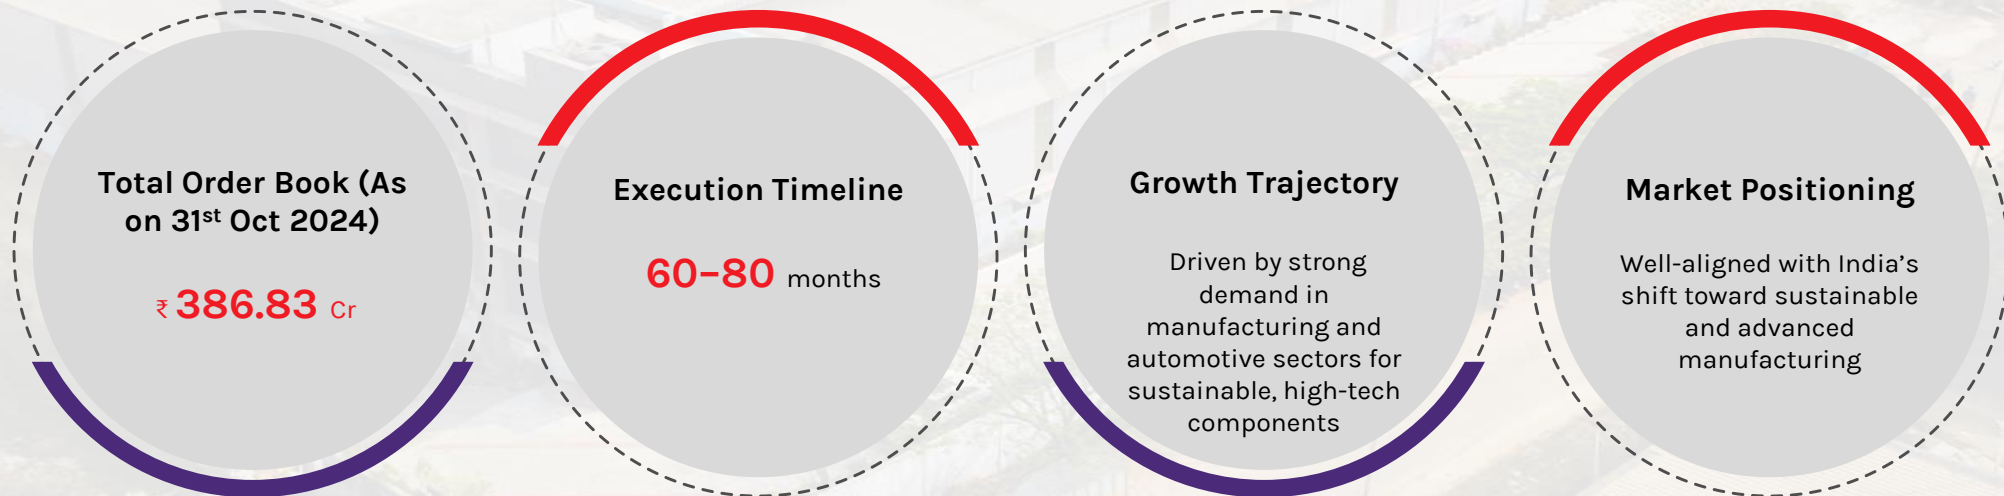 Total Order Book (As
on 31st Oct 2024)
₹ 386.83 Cr
Execution Timeline
60–80 months
Growth Trajectory
Driven by strong
demand in
manufacturing and
automotive sectors for
sustainable, high-tech
components
Market Positioning
Well-aligned with India’s
shift toward sustainable
and advanced
manufacturing